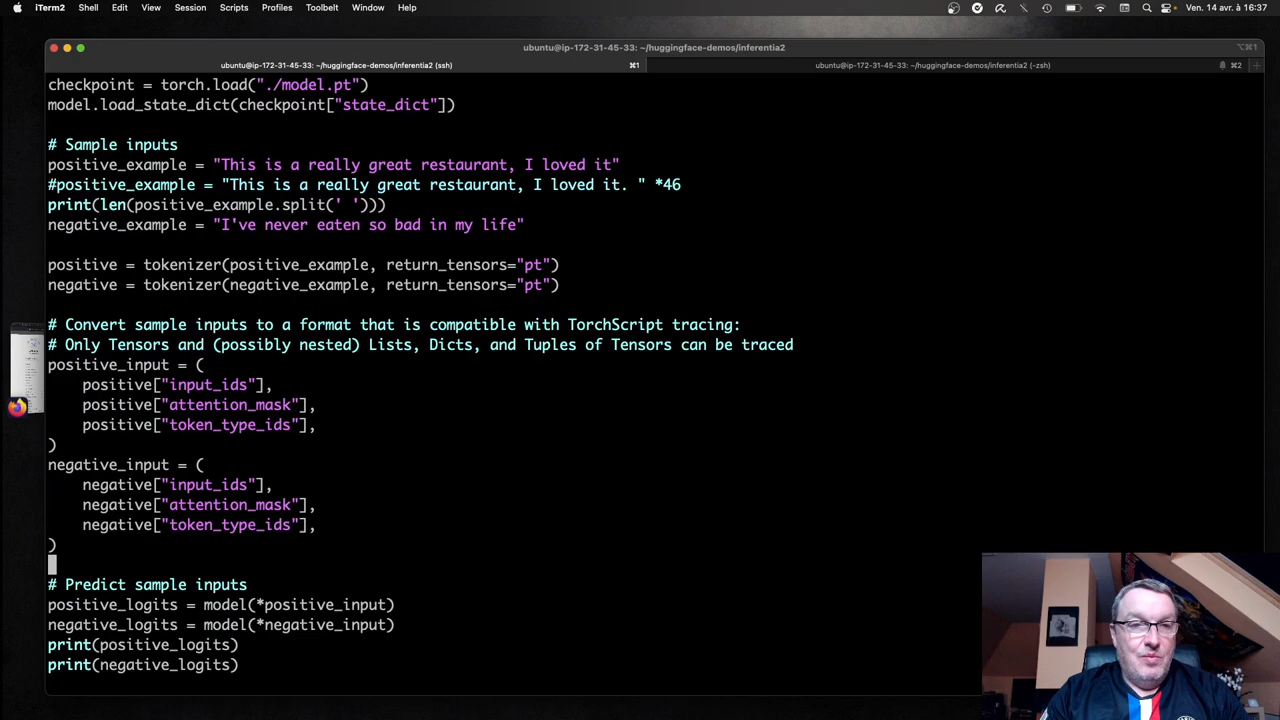 iTerm2 Shell Edit View Session Scripts Profiles Toolbelt Window Help Ven. 14 avr. à 16:37
ubuntu@ip-172-31-45-33: ~/huggingface-demos/inferentia2 ⌥⌘1
ubuntu@ip-172-31-45-33: ~/huggingface-demos/inferentia2 (ssh) ⌘1 ubuntu@ip-172-31-45-33: ~/huggingface-demos/inferentia2 (-zsh) ⌘2 +
checkpoint = torch.load("./model.pt")
model.load_state_dict(checkpoint["state_dict"])
# Sample inputs
positive_example = "This is a really great restaurant, I loved it"
#positive_example = "This is a really great restaurant, I loved it. " *46
print(len(positive_example.split(' ')))
negative_example = "I've never eaten so bad in my life"
positive = tokenizer(positive_example, return_tensors="pt")
negative = tokenizer(negative_example, return_tensors="pt")
# Convert sample inputs to a format that is compatible with TorchScript tracing:
# Only Tensors and (possibly nested) Lists, Dicts, and Tuples of Tensors can be traced
positive_input = (
    positive["input_ids"],
    positive["attention_mask"],
    positive["token_type_ids"],
)
negative_input = (
    negative["input_ids"],
    negative["attention_mask"],
    negative["token_type_ids"],
)
# Predict sample inputs
positive_logits = model(*positive_input)
negative_logits = model(*negative_input)
print(positive_logits)
print(negative_logits)